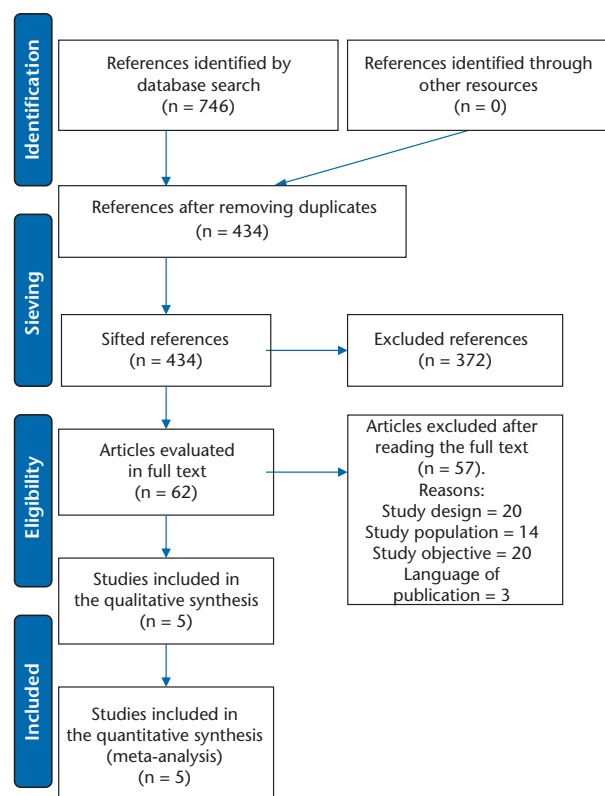 Identification
References identified by
database search
(n = 746)
References identified through
other resources
(n = 0)
References after removing duplicates
(n = 434)
Sieving
Sifted references
(n = 434)
Excluded references
(n = 372)
Eligibility
Articles evaluated
in full text
(n = 62)
Articles excluded after
reading the full text
(n = 57).
Reasons:
Study design = 20
Study population = 14
Study objective = 20
Language of
publication = 3
Studies included in
the qualitative synthesis
(n = 5)
Included
Studies included in
the quantitative synthesis
(meta-analysis)
(n = 5)